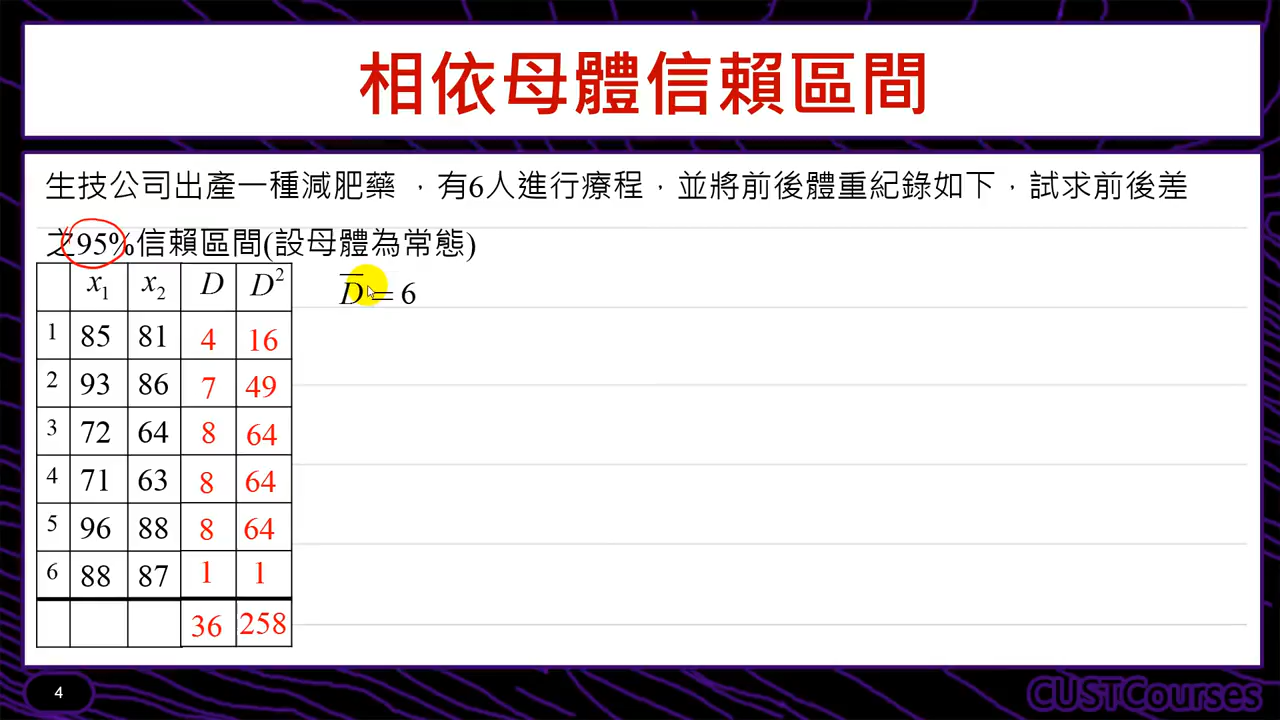 相依母體信賴區間
生技公司出產一種減肥藥，有6人進行療程，並將前後體重紀錄如下，試求前後差
之95%信賴區間(設母體為常態)
x₁ x₂ D D²
D̅ = 6
1 85 81 4 16
2 93 86 7 49
3 72 64 8 64
4 71 63 8 64
5 96 88 8 64
6 88 87 1 1
36 258
4
CUSTCourses